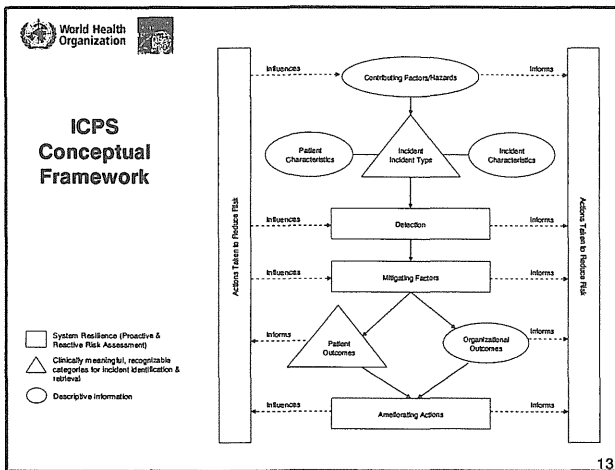 World Health
Organization
ICPS
Conceptual
Framework
System Resilience (Proactive &
Reactive Risk Assessment)
Clinically meaningful, recognizable
categories for incident identification &
retrieval
Descriptive information
Actions Taken to Reduce Risk
Influences
Contributing Factors/Hazards
Informs
Patient
Characteristics
Incident
Incident Type
Incident
Characteristics
Influences
Detection
Informs
Influences
Mitigating Factors
Informs
Informs
Patient
Outcomes
Organizational
Outcomes
Informs
Influences
Ameliorating Actions
Informs
Actions Taken to Reduce Risk
13